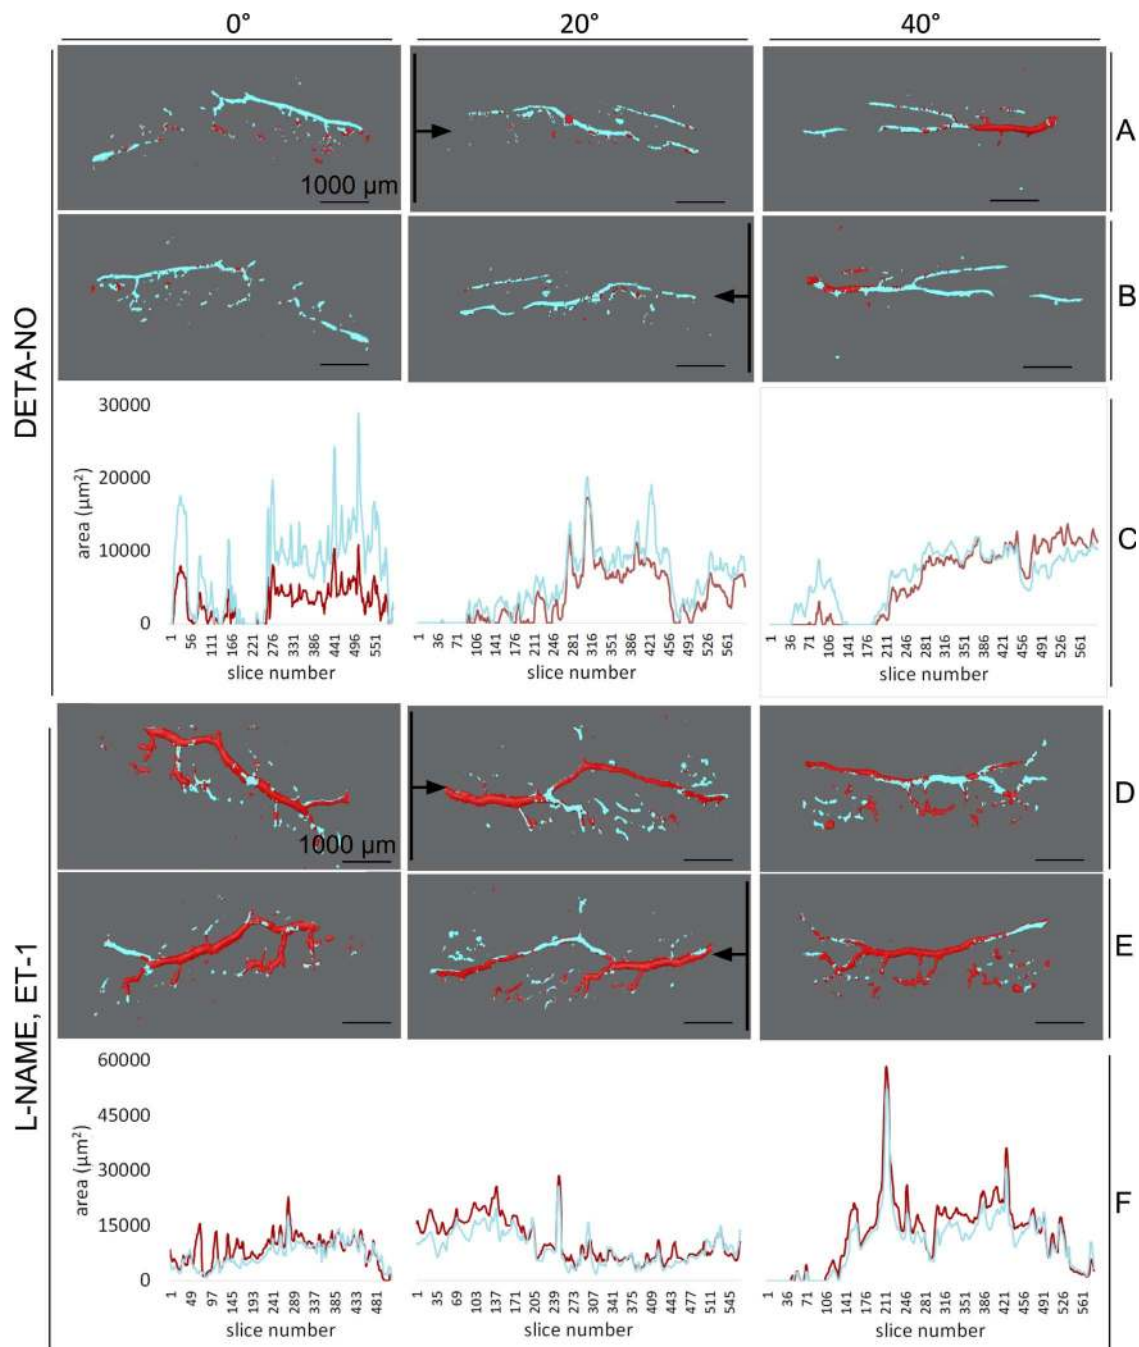 0° 20° 40°
A
1000 µm
B
DETA-NO
30000
20000
10000
0
area (µm²)
C
1 56 111 166 221 276 331 386 441 496 551
1 36 71 106 141 176 211 246 281 316 351 386 421 456 491 526 561
1 36 71 106 141 176 211 246 281 316 351 386 421 456 491 526 561
slice number slice number slice number
D
1000 µm
E
L-NAME, ET-1
60000
45000
30000
15000
0
area (µm²)
F
1 49 97 145 193 241 289 337 385 433 481
1 35 69 103 137 171 205 239 273 307 341 375 409 443 477 511 545
1 36 71 106 141 176 211 246 281 316 351 386 421 456 491 526 561
slice number slice number slice number